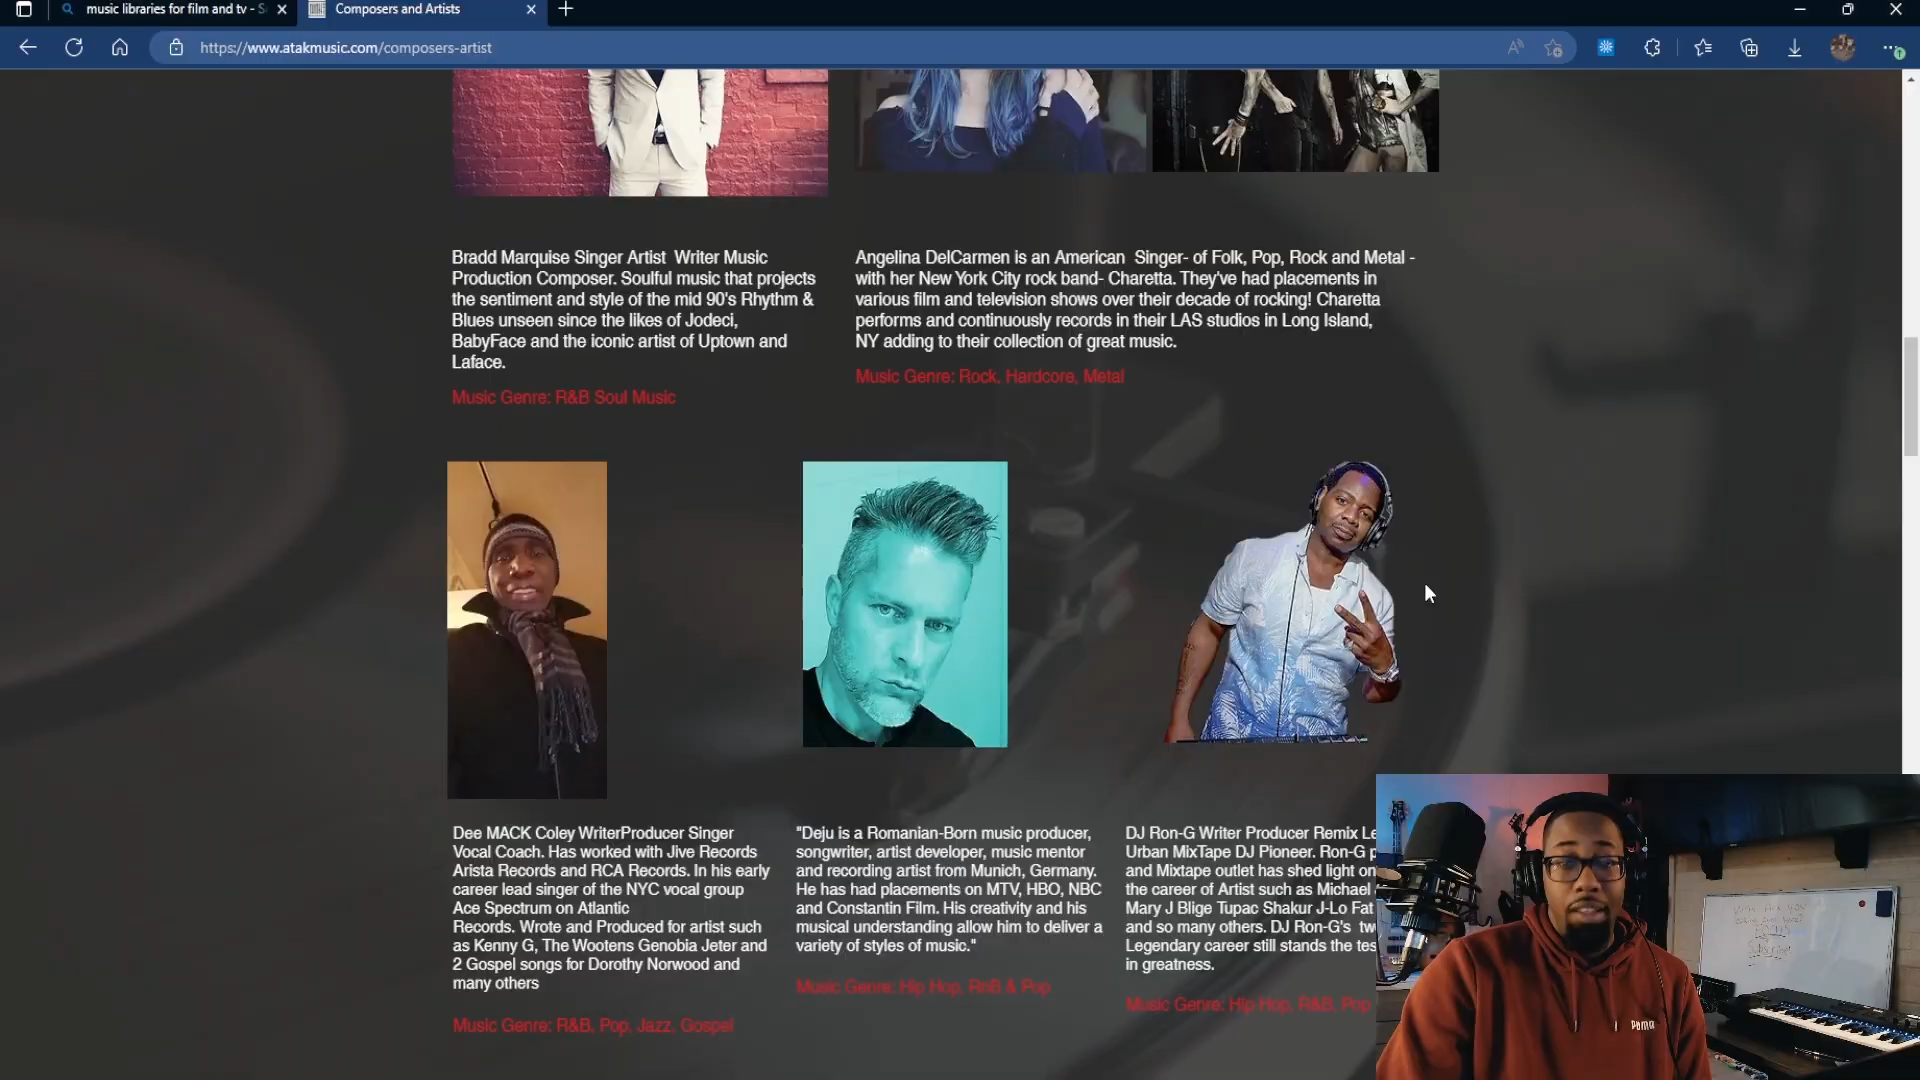 music libraries for film and tv - S
Composers and Artists
https://www.atakmusic.com/composers-artist
Bradd Marquise Singer Artist Writer Music
Production Composer. Soulful music that projects
the sentiment and style of the mid 90's Rhythm &
Blues unseen since the likes of Jodeci,
BabyFace and the iconic artist of Uptown and
Laface.
Music Genre: R&B Soul Music
Angelina DelCarmen is an American Singer- of Folk, Pop, Rock and Metal -
with her New York City rock band- Charetta. They've had placements in
various film and television shows over their decade of rocking! Charetta
performs and continuously records in their LAS studios in Long Island,
NY adding to their collection of great music.
Music Genre: Rock, Hardcore, Metal
Dee MACK Coley WriterProducer Singer
Vocal Coach. Has worked with Jive Records
Arista Records and RCA Records. In his early
career lead singer of the NYC vocal group
Ace Spectrum on Atlantic
Records. Wrote and Produced for artist such
as Kenny G, The Wootens Genobia Jeter and
2 Gospel songs for Dorothy Norwood and
many others
Music Genre: R&B, Pop, Jazz, Gospel
"Deju is a Romanian-Born music producer,
songwriter, artist developer, music mentor
and recording artist from Munich, Germany.
He has had placements on MTV, HBO, NBC
and Constantin Film. His creativity and his
musical understanding allow him to deliver a
variety of styles of music."
Music Genre: Hip Hop, RnB & Pop
DJ Ron-G Writer Producer Remix Le
Urban MixTape DJ Pioneer. Ron-G p
and Mixtape outlet has shed light on
the career of Artist such as Michael
Mary J Blige Tupac Shakur J-Lo Fat
and so many others. DJ Ron-G's tw
Legendary career still stands the tes
in greatness.
Music Genre: Hip Hop, R&B, Pop
PUMA